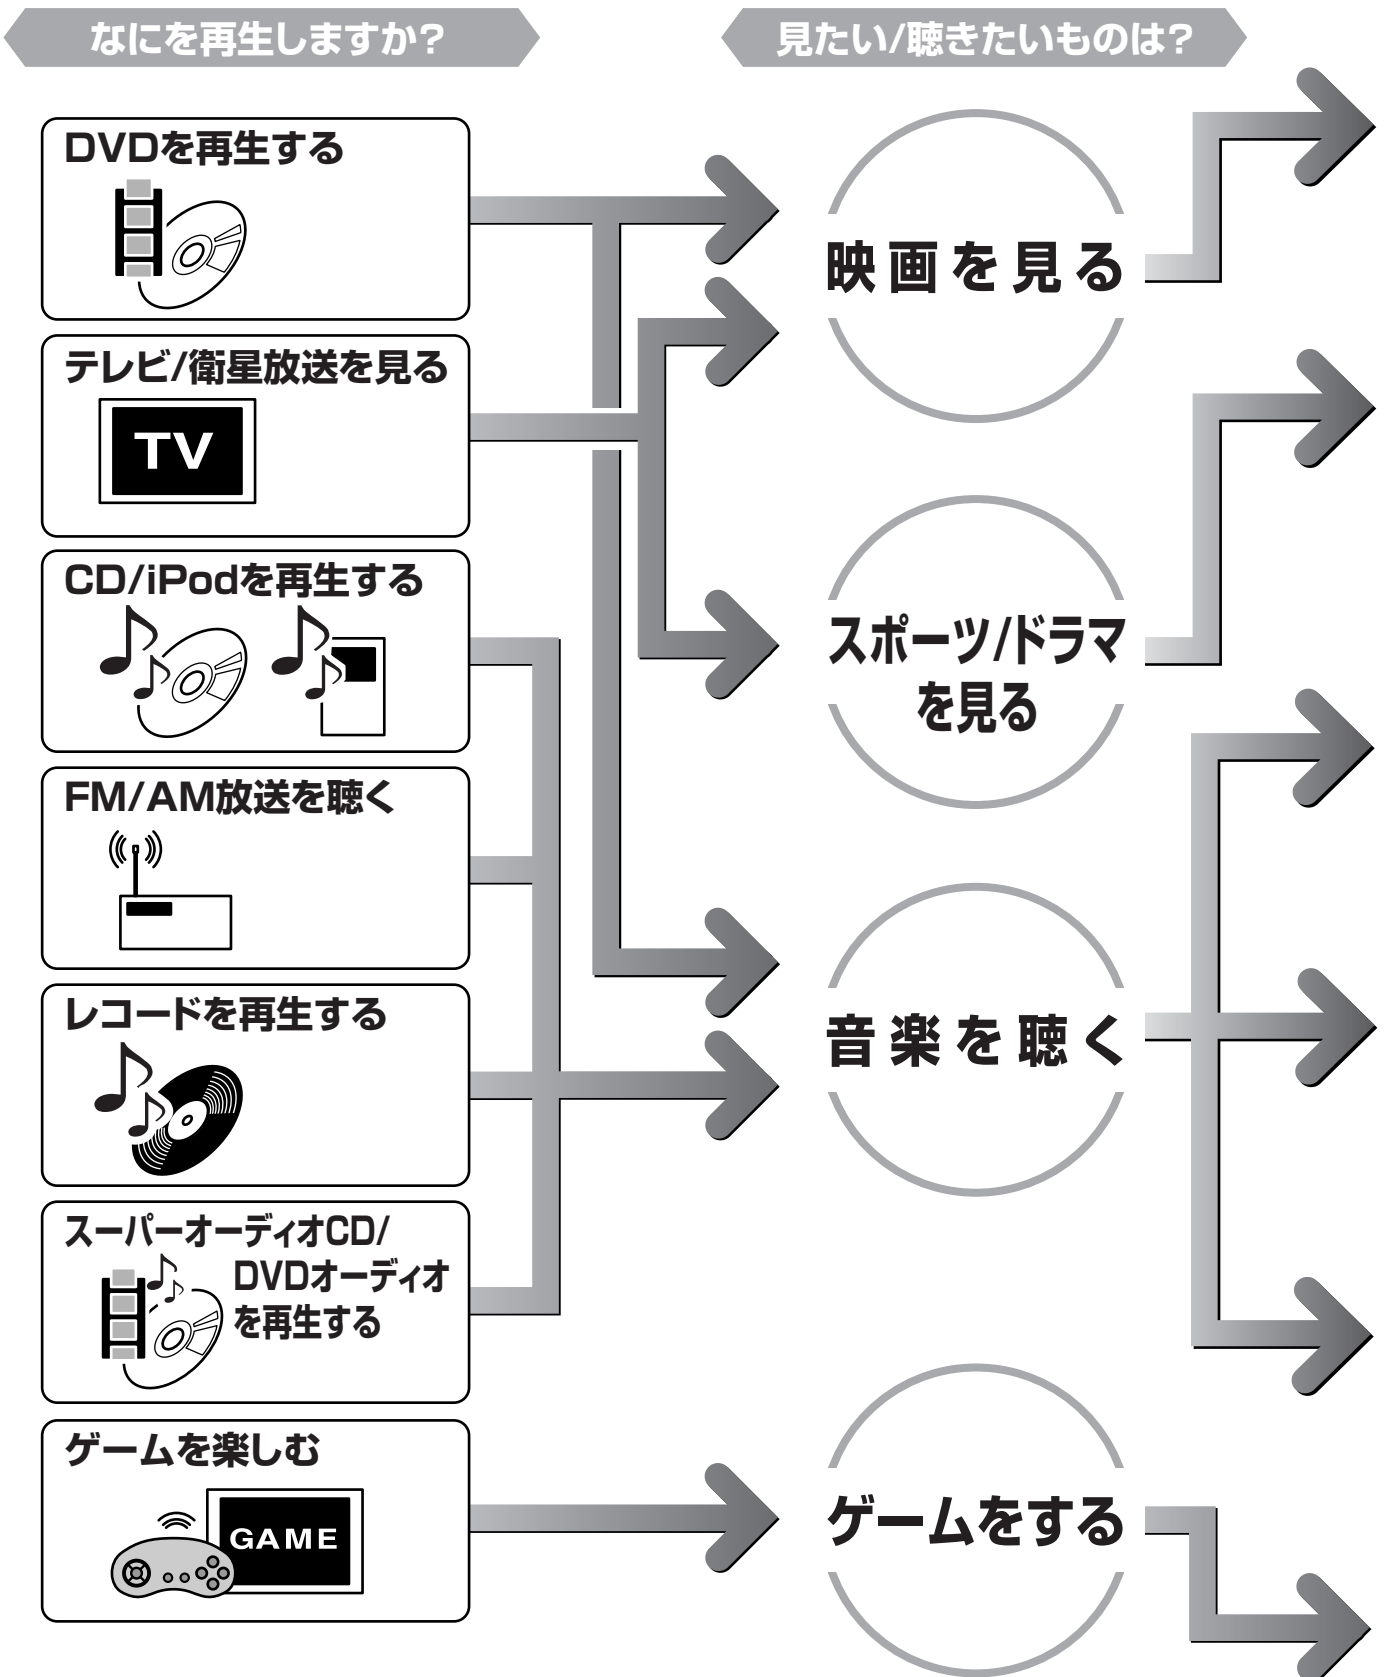 なにを再生しますか?
見たい/聴きたいものは?
DVDを再生する
テレビ/衛星放送を見る
TV
CD/iPodを再生する
FM/AM放送を聴く
レコードを再生する
スーパーオーディオCD/
DVDオーディオ
を再生する
ゲームを楽しむ
GAME
映画を見る
スポーツ/ドラマ
を見る
音楽を聴く
ゲームをする